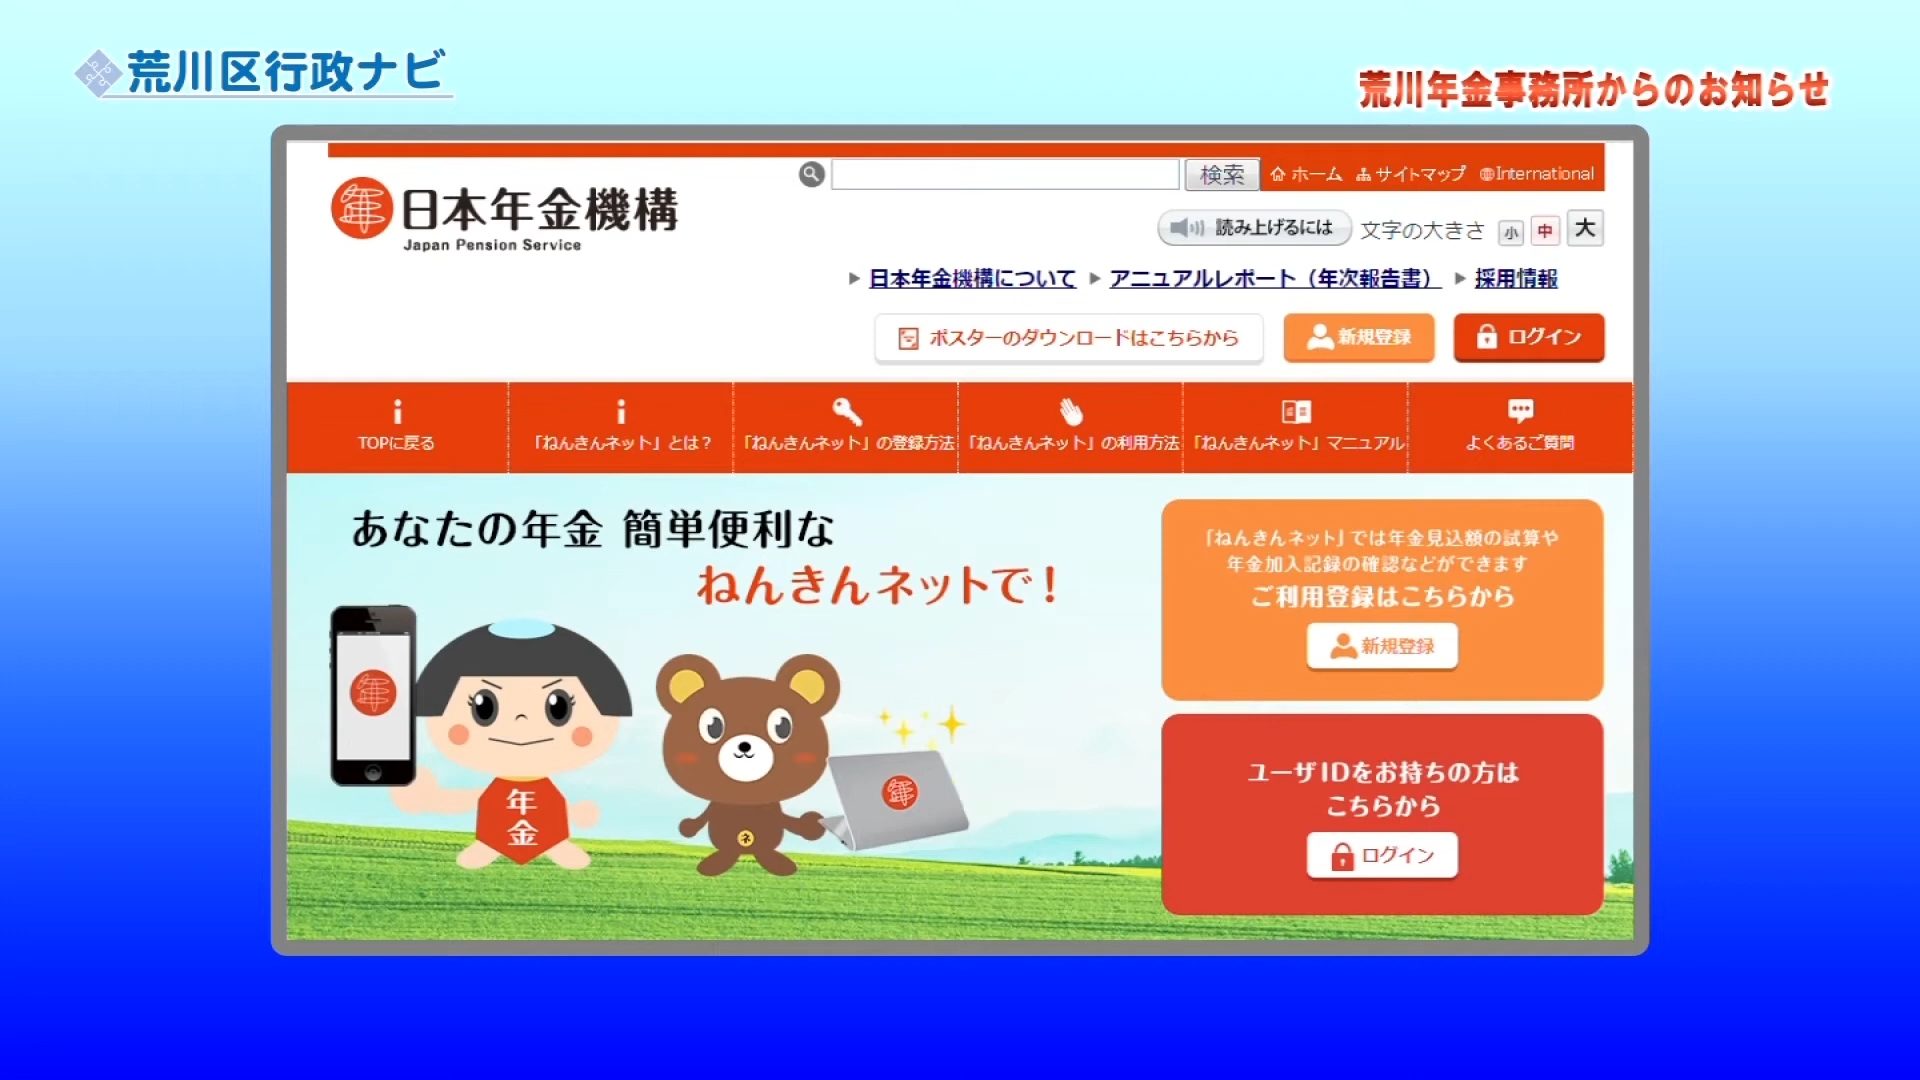 荒川区行政ナビ
荒川年金事務所からのお知らせ
日本年金機構
Japan Pension Service
検索
ホーム
サイトマップ
International
読み上げるには
文字の大きさ
小
中
大
日本年金機構について
アニュアルレポート（年次報告書）
採用情報
ポスターのダウンロードはこちらから
新規登録
ログイン
TOPに戻る
「ねんきんネット」とは？
「ねんきんネット」の登録方法
「ねんきんネット」の利用方法
「ねんきんネット」マニュアル
よくあるご質問
あなたの年金 簡単便利な
ねんきんネットで！
「ねんきんネット」では年金見込額の試算や
年金加入記録の確認などができます
ご利用登録はこちらから
新規登録
ユーザIDをお持ちの方は
こちらから
ログイン
年
金
ネ